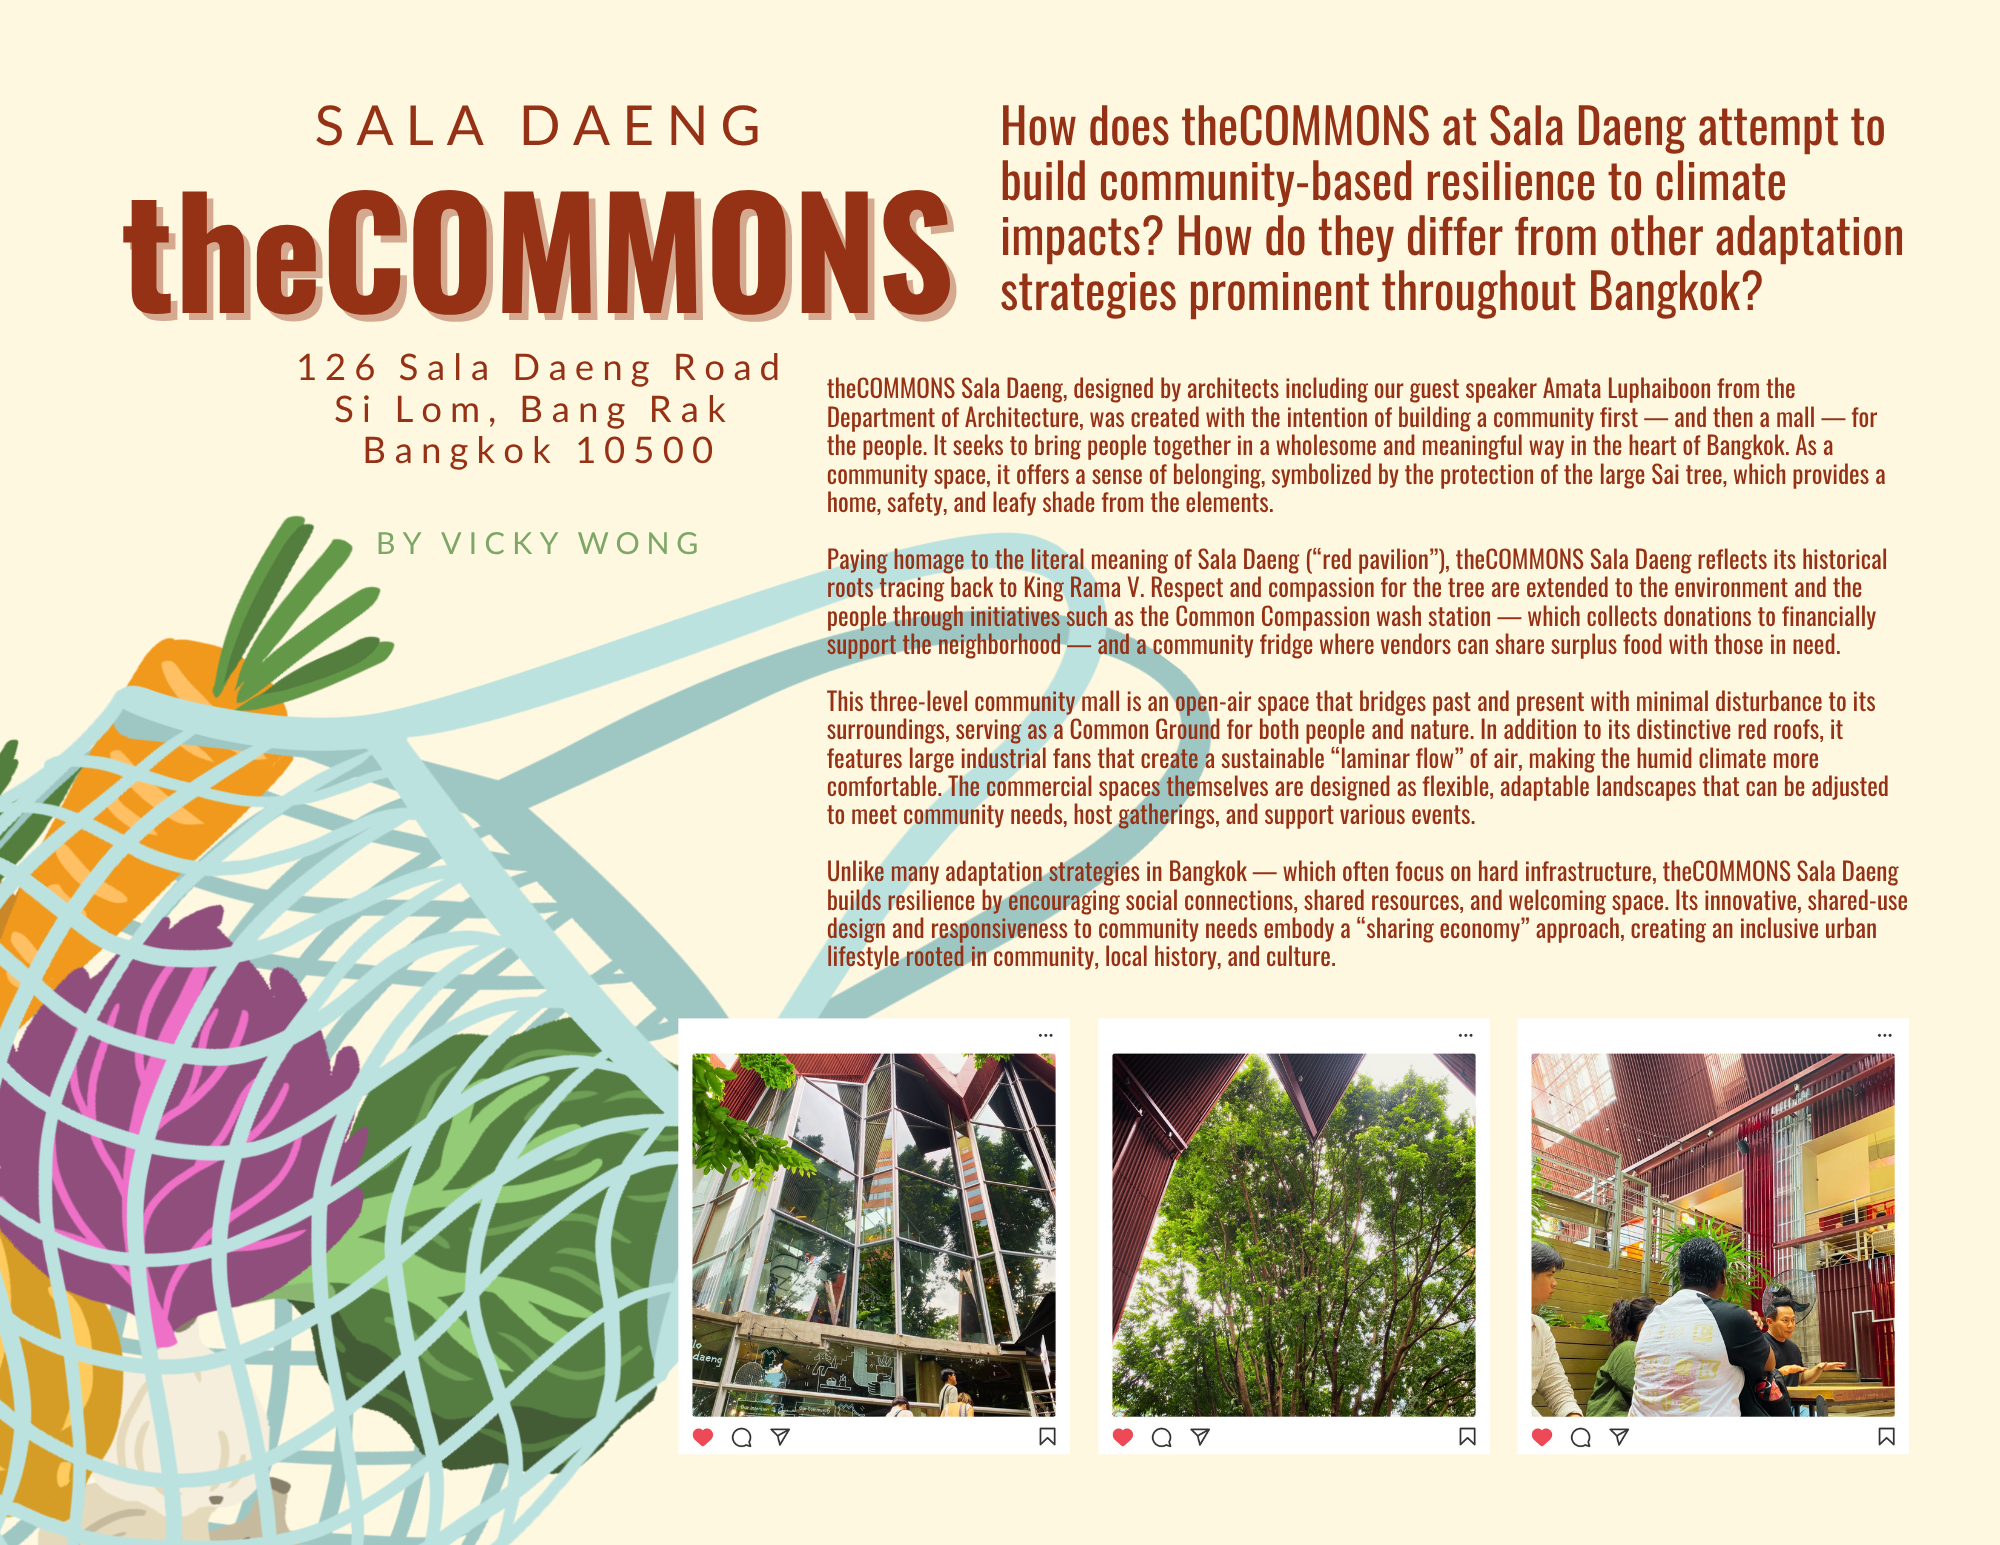 SALA DAENG
theCOMMONS
126 Sala Daeng Road
Si Lom, Bang Rak
Bangkok 10500
BY VICKY WONG
How does theCOMMONS at Sala Daeng attempt to
build community-based resilience to climate
impacts? How do they differ from other adaptation
strategies prominent throughout Bangkok?
theCOMMONS Sala Daeng, designed by architects including our guest speaker Amata Luphaiboon from the
Department of Architecture, was created with the intention of building a community first — and then a mall — for
the people. It seeks to bring people together in a wholesome and meaningful way in the heart of Bangkok. As a
community space, it offers a sense of belonging, symbolized by the protection of the large Sai tree, which provides a
home, safety, and leafy shade from the elements.
Paying homage to the literal meaning of Sala Daeng (“red pavilion”), theCOMMONS Sala Daeng reflects its historical
roots tracing back to King Rama V. Respect and compassion for the tree are extended to the environment and the
people through initiatives such as the Common Compassion wash station — which collects donations to financially
support the neighborhood — and a community fridge where vendors can share surplus food with those in need.
This three-level community mall is an open-air space that bridges past and present with minimal disturbance to its
surroundings, serving as a Common Ground for both people and nature. In addition to its distinctive red roofs, it
features large industrial fans that create a sustainable “laminar flow” of air, making the humid climate more
comfortable. The commercial spaces themselves are designed as flexible, adaptable landscapes that can be adjusted
to meet community needs, host gatherings, and support various events.
Unlike many adaptation strategies in Bangkok — which often focus on hard infrastructure, theCOMMONS Sala Daeng
builds resilience by encouraging social connections, shared resources, and welcoming space. Its innovative, shared-use
design and responsiveness to community needs embody a “sharing economy” approach, creating an inclusive urban
lifestyle rooted in community, local history, and culture.
daeng